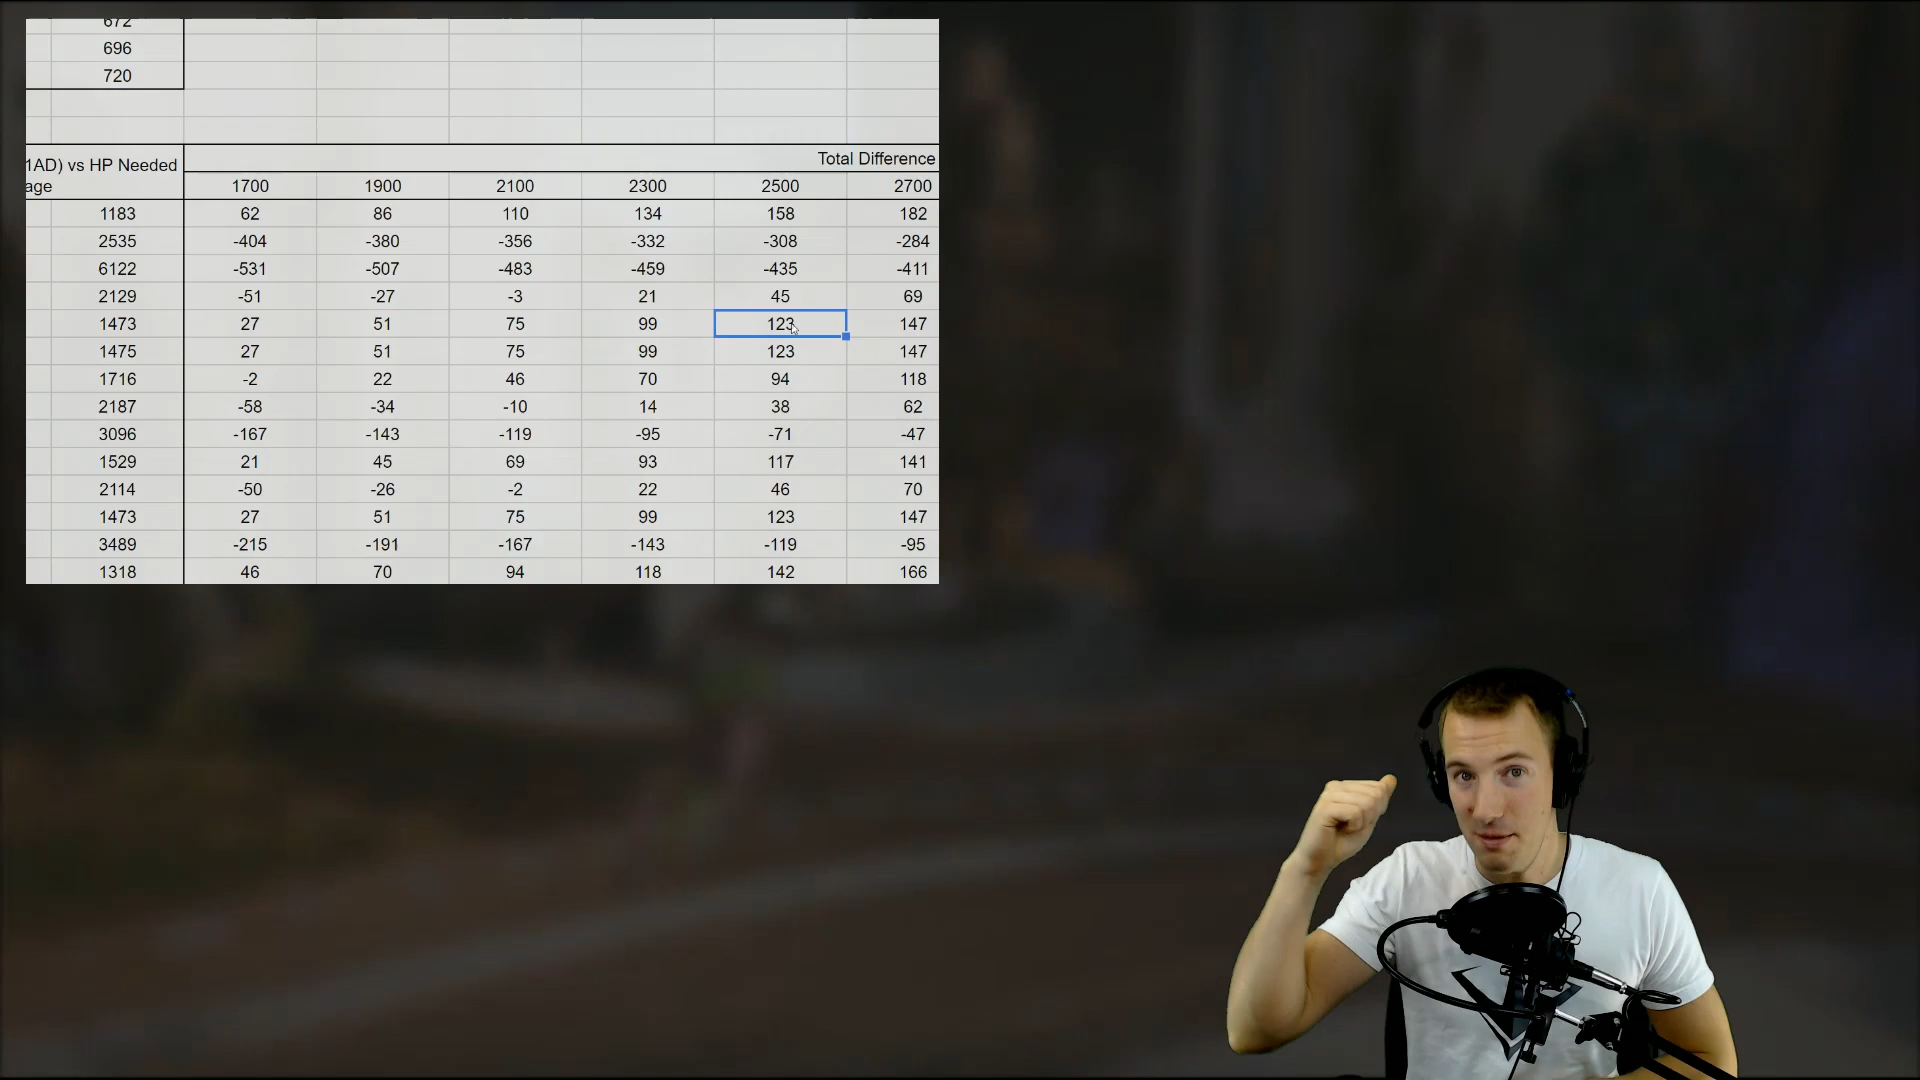 672
696
720
Total Difference
1AD) vs HP Needed
age 1700 1900 2100 2300 2500 2700
1183 62 86 110 134 158 182
2535 -404 -380 -356 -332 -308 -284
6122 -531 -507 -483 -459 -435 -411
2129 -51 -27 -3 21 45 69
1473 27 51 75 99 123 147
1475 27 51 75 99 123 147
1716 -2 22 46 70 94 118
2187 -58 -34 -10 14 38 62
3096 -167 -143 -119 -95 -71 -47
1529 21 45 69 93 117 141
2114 -50 -26 -2 22 46 70
1473 27 51 75 99 123 147
3489 -215 -191 -167 -143 -119 -95
1318 46 70 94 118 142 166